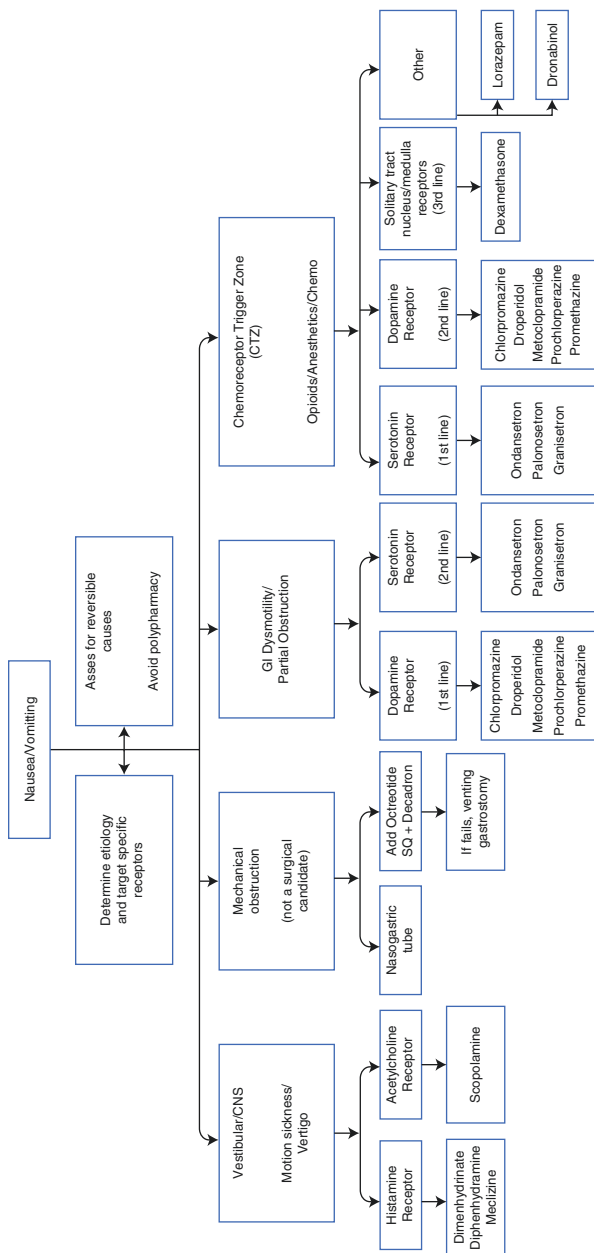 Nausea/Vomitting
Determine etiology
and target specific
receptors
Asses for reversible
causes
Avoid polypharmacy
Vestibular/CNS
Motion sickness/
Vertigo
Mechanical
obstruction
(not a surgical
candidate)
GI Dysmotility/
Partial Obstruction
Chemoreceptor Trigger Zone
(CTZ)
Opioids/Anesthetics/Chemo
Histamine
Receptor
Acetylcholine
Receptor
Nasogastric
tube
Add Octreotide
SQ + Decadron
Dopamine
Receptor
(1st line)
Serotonin
Receptor
(2nd line)
Serotonin
Receptor
(1st line)
Dopamine
Receptor
(2nd line)
Solitary tract
nucleus/medulla
receptors
(3rd line)
Other
Dimenhydrinate
Diphenhydramine
Meclizine
Scopolamine
If fails, venting
gastrostomy
Chlorpromazine
Droperidol
Metoclopramide
Prochlorperazine
Promethazine
Ondansetron
Palonosetron
Granisetron
Ondansetron
Palonosetron
Granisetron
Chlorpromazine
Droperidol
Metoclopramide
Prochlorperazine
Promethazine
Dexamethasone
Lorazepam
Dronabinol